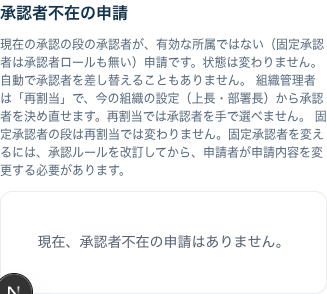 承認者不在の申請
現在の承認の段の承認者が、有効な所属ではない（固定承認
者は承認者ロールも無い）申請です。状態は変わりません。
自動で承認者を差し替えることもありません。 組織管理者
は「再割当」で、今の組織の設定（上長・部署長）から承認
者を決め直せます。再割当では承認者を手で選べません。 固
定承認者の段は再割当では変わりません。固定承認者を変え
るには、承認ルールを改訂してから、申請者が申請内容を変
更する必要があります。
現在、承認者不在の申請はありません。
N